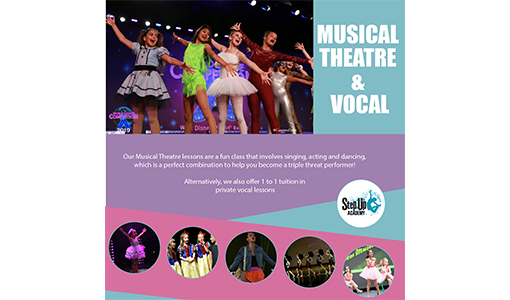 MUSICAL
THEATRE
&
VOCAL
2019
Our Musical Theatre lessons are a fun class that involves singing, acting and dancing,
which is a perfect combination to help you become a triple threat performer!
Alternatively, we also offer 1 to 1 tuition in
private vocal lessons
Step Up
ACADEMY